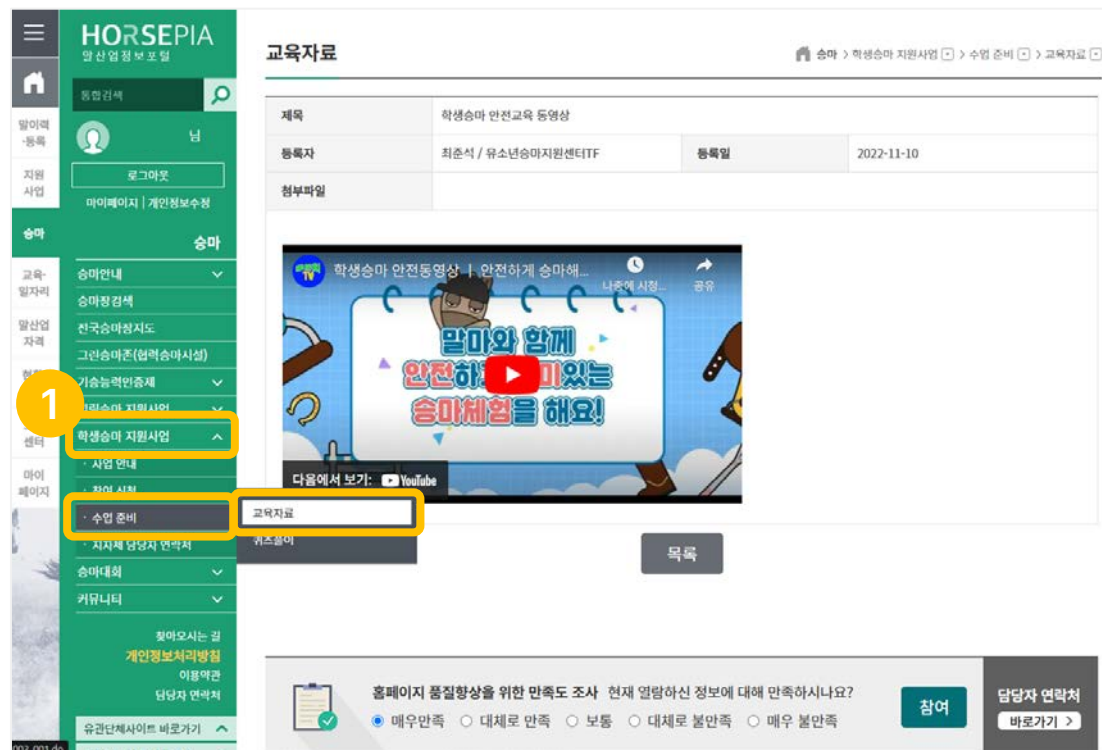 HORSEPIA
말산업정보포털
통합검색
님
로그아웃
마이페이지 | 개인정보수정
승마
승마안내
승마장검색
전국승마장지도
그린승마존(협력승마시설)
기승능력인증제
학생승마 지원사업
· 사업 안내
· 참여 신청
· 수업 준비
· 지자체 담당자 연락처
승마대회
커뮤니티
찾아오시는 길
개인정보처리방침
이용약관
담당자 연락처
유관단체사이트 바로가기
말이력
·등록
지원
사업
승마
교육·
일자리
말산업
자격
센터
마이
페이지
1
교육자료
퀴즈풀이
교육자료
승마 > 학생승마 지원사업 > 수업 준비 > 교육자료
제목 학생승마 안전교육 동영상
등록자 최준석 / 유소년승마지원센터TF 등록일 2022-11-10
첨부파일
학생승마 안전동영상 | 안전하게 승마해...
나중에 시청...
공유
말마와 함께
안전하 미있는
승마체험을 해요!
다음에서 보기: YouTube
목록
홈페이지 품질향상을 위한 만족도 조사 현재 열람하신 정보에 대해 만족하시나요?
매우만족 대체로 만족 보통 대체로 불만족 매우 불만족
참여
담당자 연락처
바로가기 >